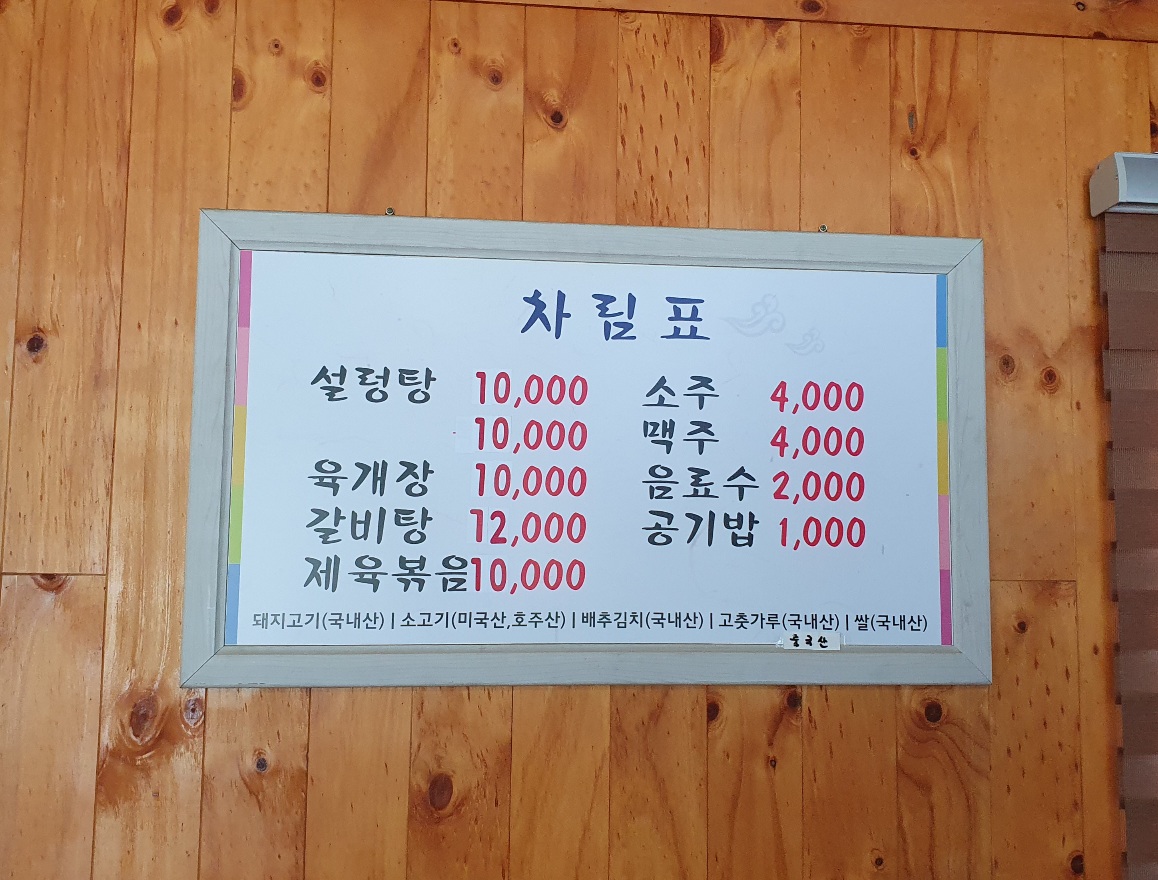 차림표
설렁탕 10,000
10,000
육개장 10,000
갈비탕 12,000
제육볶음 10,000
소주 4,000
맥주 4,000
음료수 2,000
공기밥 1,000
돼지고기(국내산) | 소고기(미국산,호주산) | 배추김치(국내산) | 고춧가루(국내산) | 쌀(국내산)
중국산